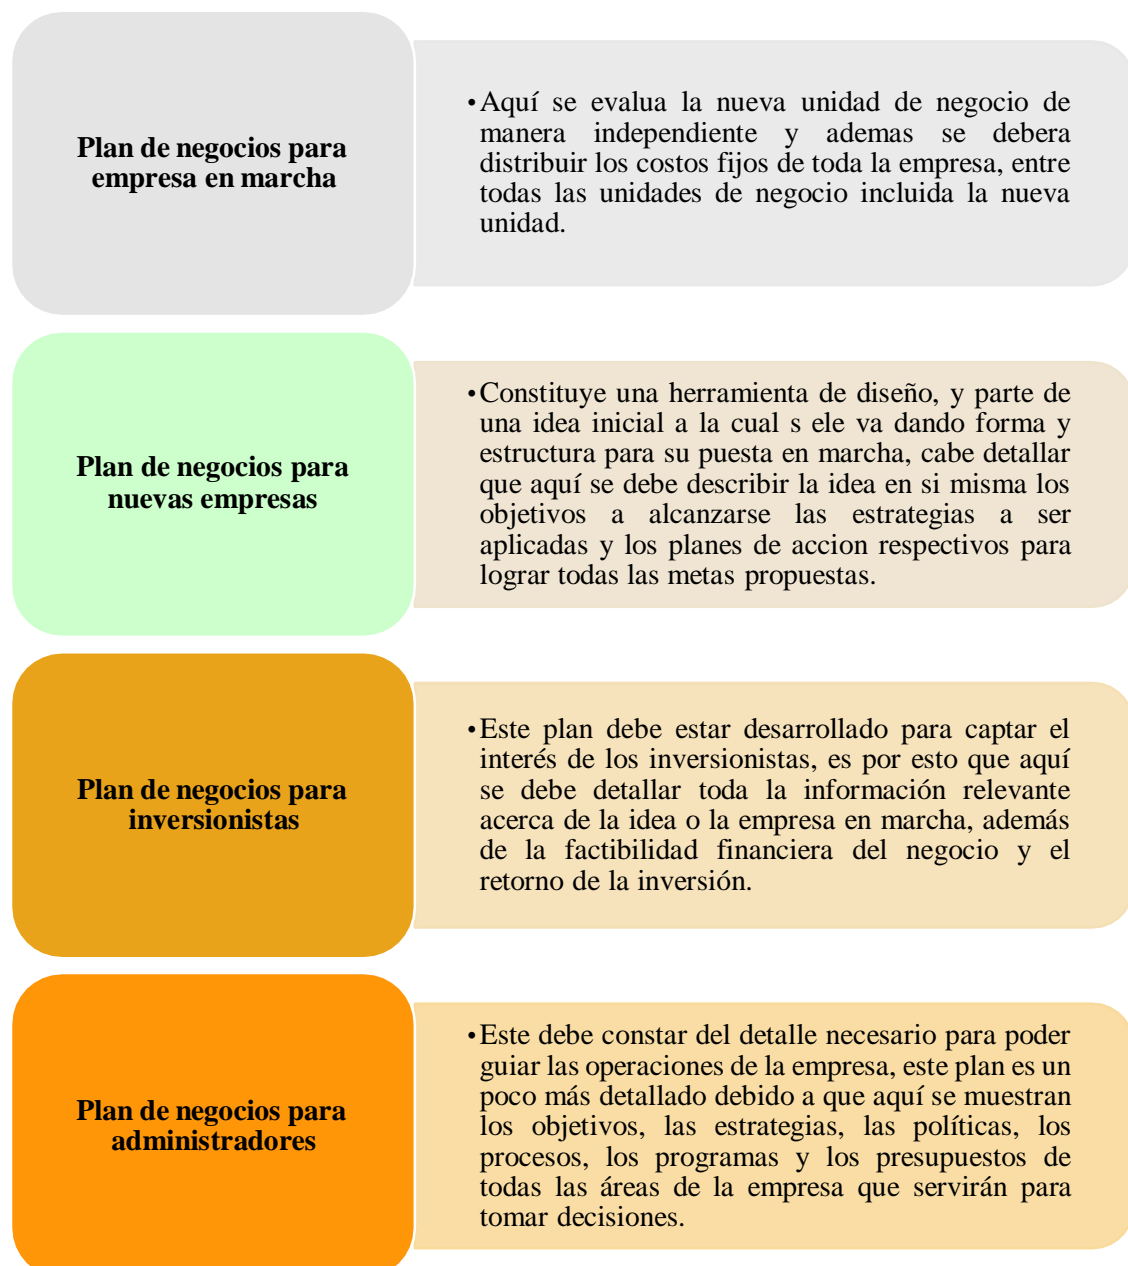 Plan de negocios para
empresa en marcha
•Aquí se evalua la nueva unidad de negocio de
manera independiente y ademas se debera
distribuir los costos fijos de toda la empresa, entre
todas las unidades de negocio incluida la nueva
unidad.
Plan de negocios para
nuevas empresas
•Constituye una herramienta de diseño, y parte de
una idea inicial a la cual s ele va dando forma y
estructura para su puesta en marcha, cabe detallar
que aquí se debe describir la idea en si misma los
objetivos a alcanzarse las estrategias a ser
aplicadas y los planes de accion respectivos para
lograr todas las metas propuestas.
Plan de negocios para
inversionistas
•Este plan debe estar desarrollado para captar el
interés de los inversionistas, es por esto que aquí
se debe detallar toda la información relevante
acerca de la idea o la empresa en marcha, además
de la factibilidad financiera del negocio y el
retorno de la inversión.
Plan de negocios para
administradores
•Este debe constar del detalle necesario para poder
guiar las operaciones de la empresa, este plan es un
poco más detallado debido a que aquí se muestran
los objetivos, las estrategias, las políticas, los
procesos, los programas y los presupuestos de
todas las áreas de la empresa que servirán para
tomar decisiones.